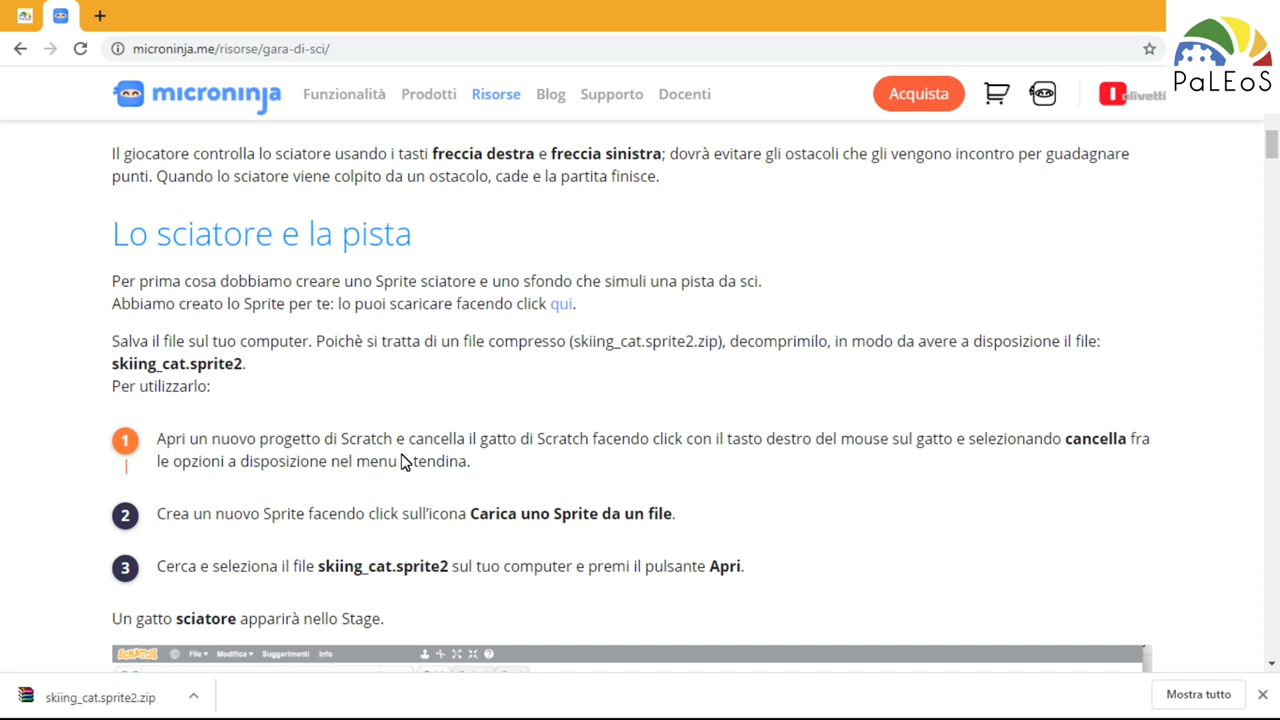 microninja.me/risorse/gara-di-sci/
PaLEoS
microninja Funzionalità Prodotti Risorse Blog Supporto Docenti Acquista olivetti
Il giocatore controlla lo sciatore usando i tasti freccia destra e freccia sinistra; dovrà evitare gli ostacoli che gli vengono incontro per guadagnare
punti. Quando lo sciatore viene colpito da un ostacolo, cade e la partita finisce.
Lo sciatore e la pista
Per prima cosa dobbiamo creare uno Sprite sciatore e uno sfondo che simuli una pista da sci.
Abbiamo creato lo Sprite per te: lo puoi scaricare facendo click qui.
Salva il file sul tuo computer. Poichè si tratta di un file compresso (skiing_cat.sprite2.zip), decomprimilo, in modo da avere a disposizione il file:
skiing_cat.sprite2.
Per utilizzarlo:
1 Apri un nuovo progetto di Scratch e cancella il gatto di Scratch facendo click con il tasto destro del mouse sul gatto e selezionando cancella fra
le opzioni a disposizione nel menu tendina.
2 Crea un nuovo Sprite facendo click sull'icona Carica uno Sprite da un file.
3 Cerca e seleziona il file skiing_cat.sprite2 sul tuo computer e premi il pulsante Apri.
Un gatto sciatore apparirà nello Stage.
SCRATCH File Modifica Suggerimenti Info
skiing_cat.sprite2.zip Mostra tutto